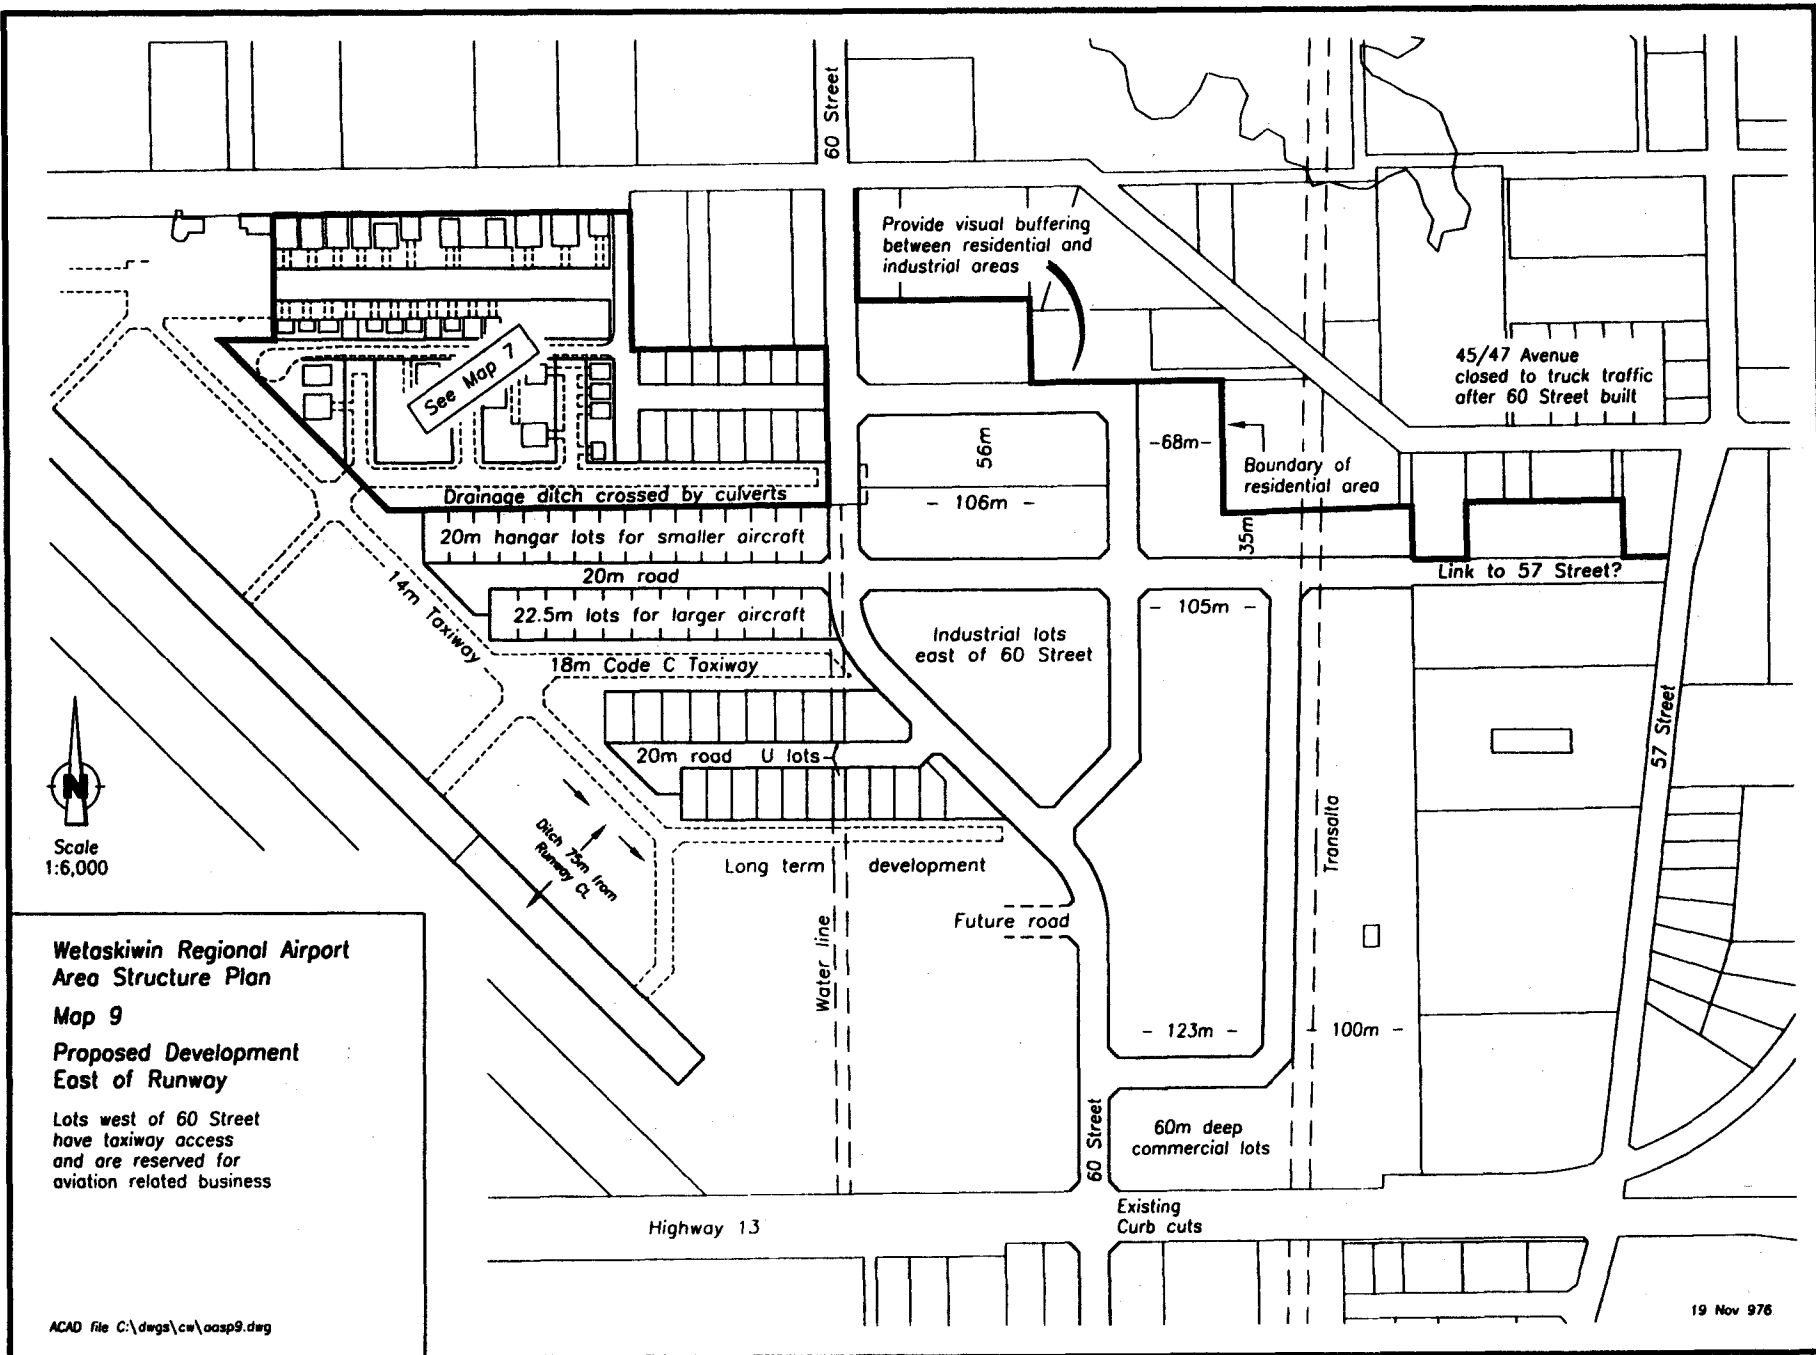 60 Street
Provide visual buffering
between residential and
industrial areas
See Map 7
45/47 Avenue
closed to truck traffic
after 60 Street built
56m
-68m-
Boundary of
residential area
Drainage ditch crossed by culverts
- 106m -
35m
20m hangar lots for smaller aircraft
20m road
Link to 57 Street?
14m Taxiway
22.5m lots for larger aircraft
- 105m -
Industrial lots
east of 60 Street
18m Code C Taxiway
57 Street
20m road U lots
N
Scale
1:6,000
Ditch 75m from
Runway CL
Transalta
Long term development
Future road
Water line
Wetaskiwin Regional Airport
Area Structure Plan
Map 9
Proposed Development
East of Runway
Lots west of 60 Street
have taxiway access
and are reserved for
aviation related business
- 123m -
- 100m -
60 Street
60m deep
commercial lots
Existing
Curb cuts
Highway 13
19 Nov 976
ACAD file C:\dwgs\cw\aasp9.dwg